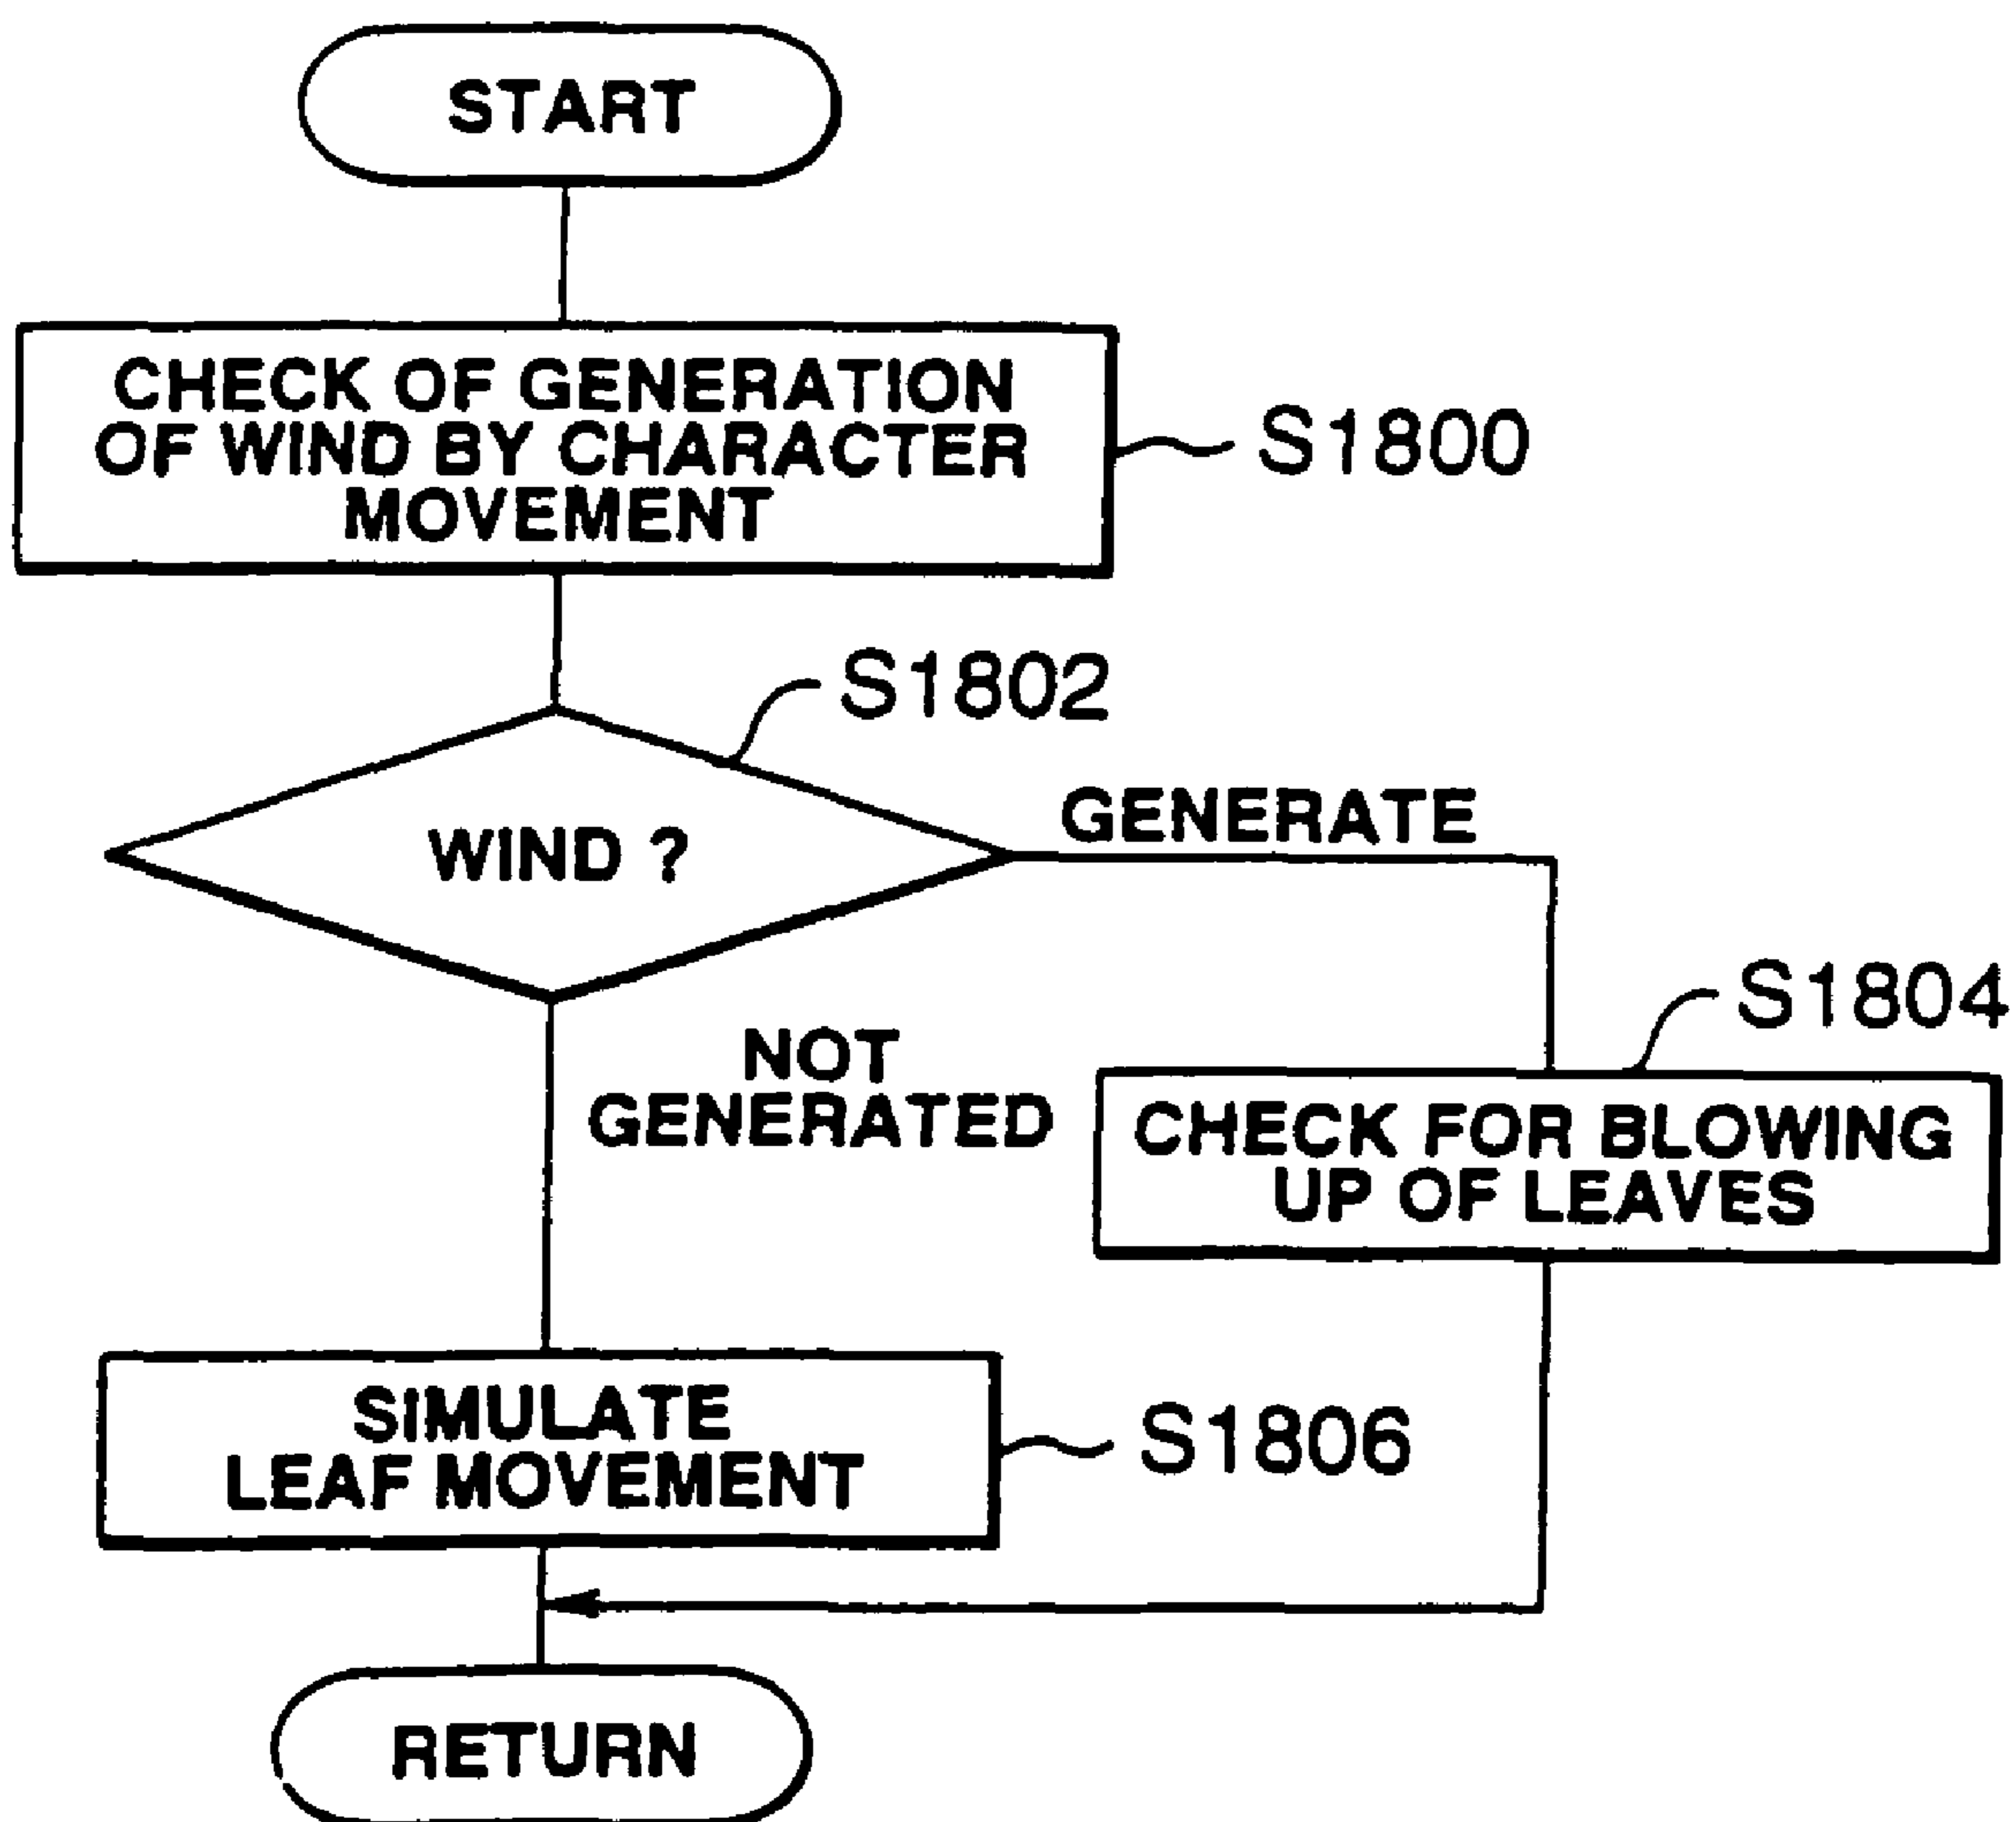 START
CHECK OF GENERATION
OF WIND BY CHARACTER
MOVEMENT
S1800
S1802
WIND ?
GENERATE
S1804
NOT
GENERATED
CHECK FOR BLOWING
UP OF LEAVES
SIMULATE
LEAF MOVEMENT
S1806
RETURN